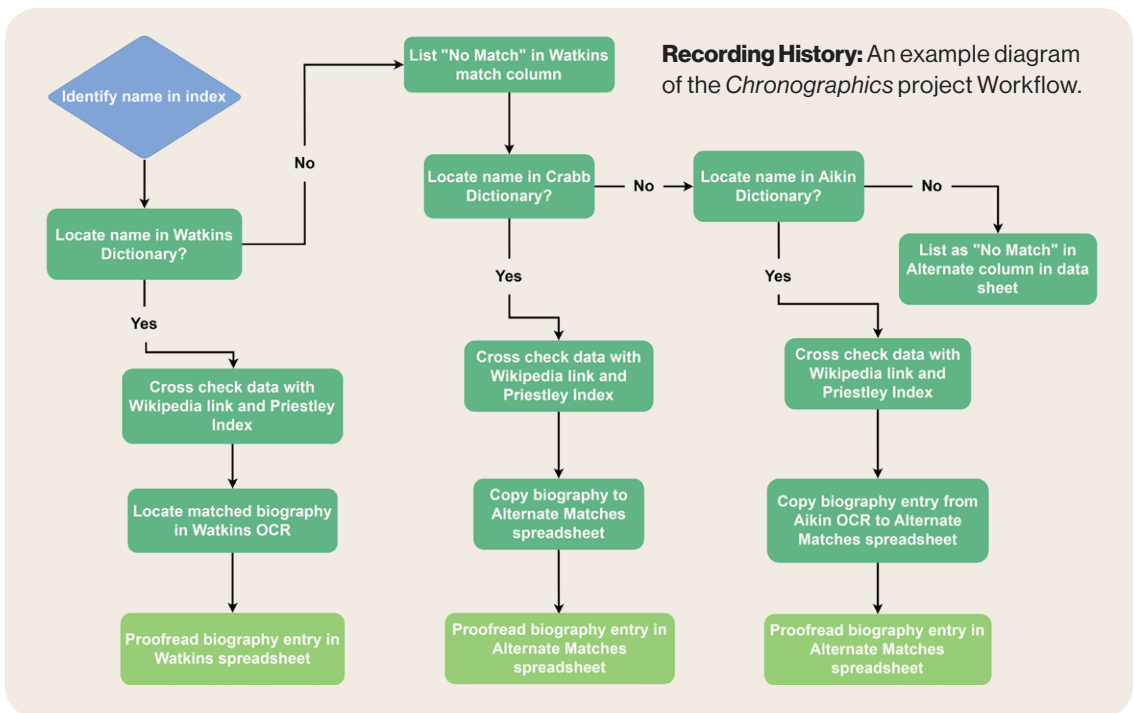 Recording History: An example diagram
of the Chronographics project Workflow.
Identify name in index
No
List "No Match" in Watkins
match column
Locate name in Watkins
Dictionary?
Locate name in Crabb
Dictionary?
No
Locate name in Aikin
Dictionary?
No
List as "No Match" in
Alternate column in data
sheet
Yes
Yes
Yes
Cross check data with
Wikipedia link and Priestley
Index
Cross check data with
Wikipedia link and
Priestley Index
Cross check data with
Wikipedia link and
Priestley Index
Locate matched biography
in Watkins OCR
Copy biography to
Alternate Matches
spreadsheet
Copy biography entry from
Aikin OCR to Alternate
Matches spreadsheet
Proofread biography entry in
Watkins spreadsheet
Proofread biography entry in
Alternate Matches
spreadsheet
Proofread biography entry in
Alternate Matches
spreadsheet